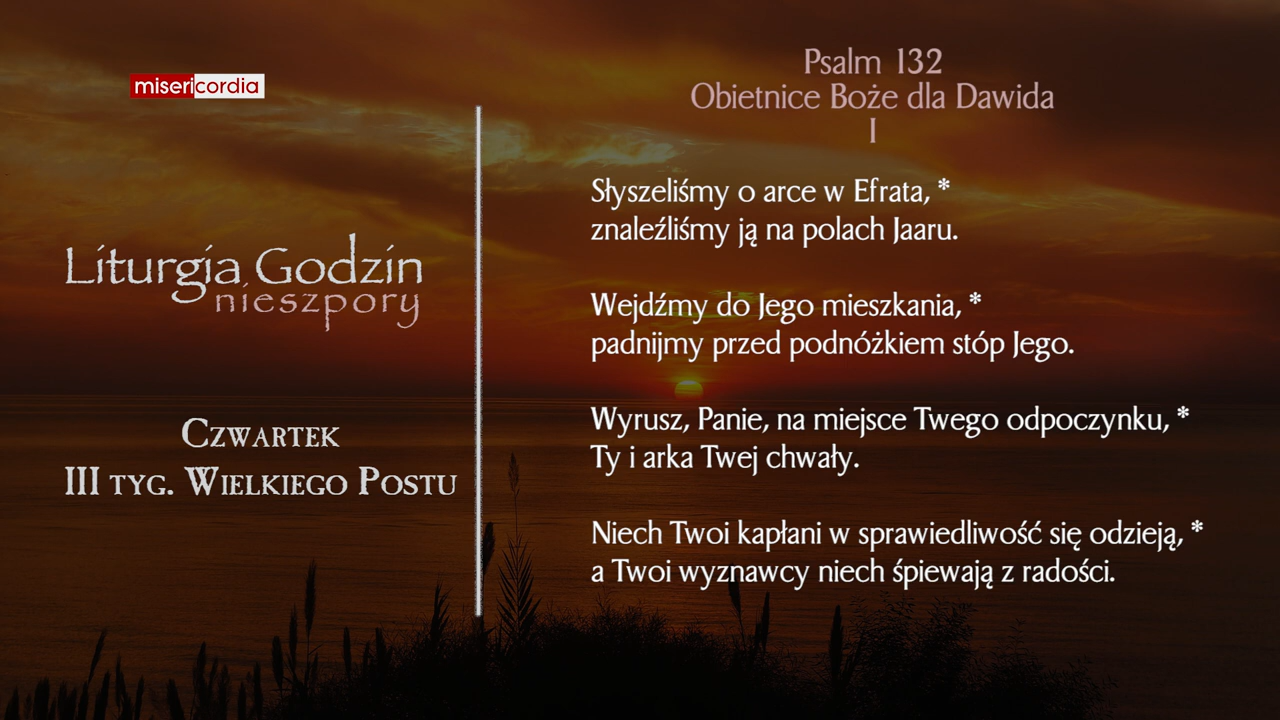 misericordia
Liturgia Godzin
nieszpory
Czwartek
III tyg. Wielkiego Postu
Psalm 132
Obietnice Boże dla Dawida
I
Słyszeliśmy o arce w Efrata, *
znaleźliśmy ją na polach Jaaru.
Wejdźmy do Jego mieszkania, *
padnijmy przed podnóżkiem stóp Jego.
Wyrusz, Panie, na miejsce Twego odpoczynku, *
Ty i arka Twej chwały.
Niech Twoi kapłani w sprawiedliwość się odzieją, *
a Twoi wyznawcy niech śpiewają z radości.